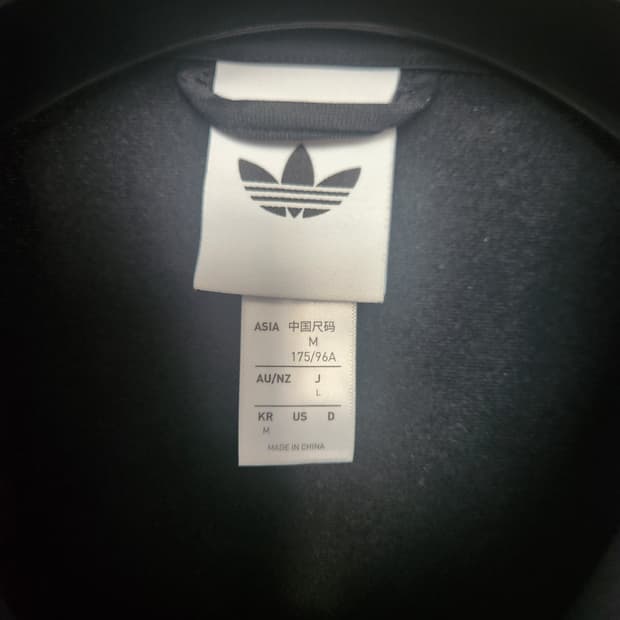 ASIA 中国尺码
M
175/96A
AU/NZ J
L
KR US D
M
MADE IN CHINA